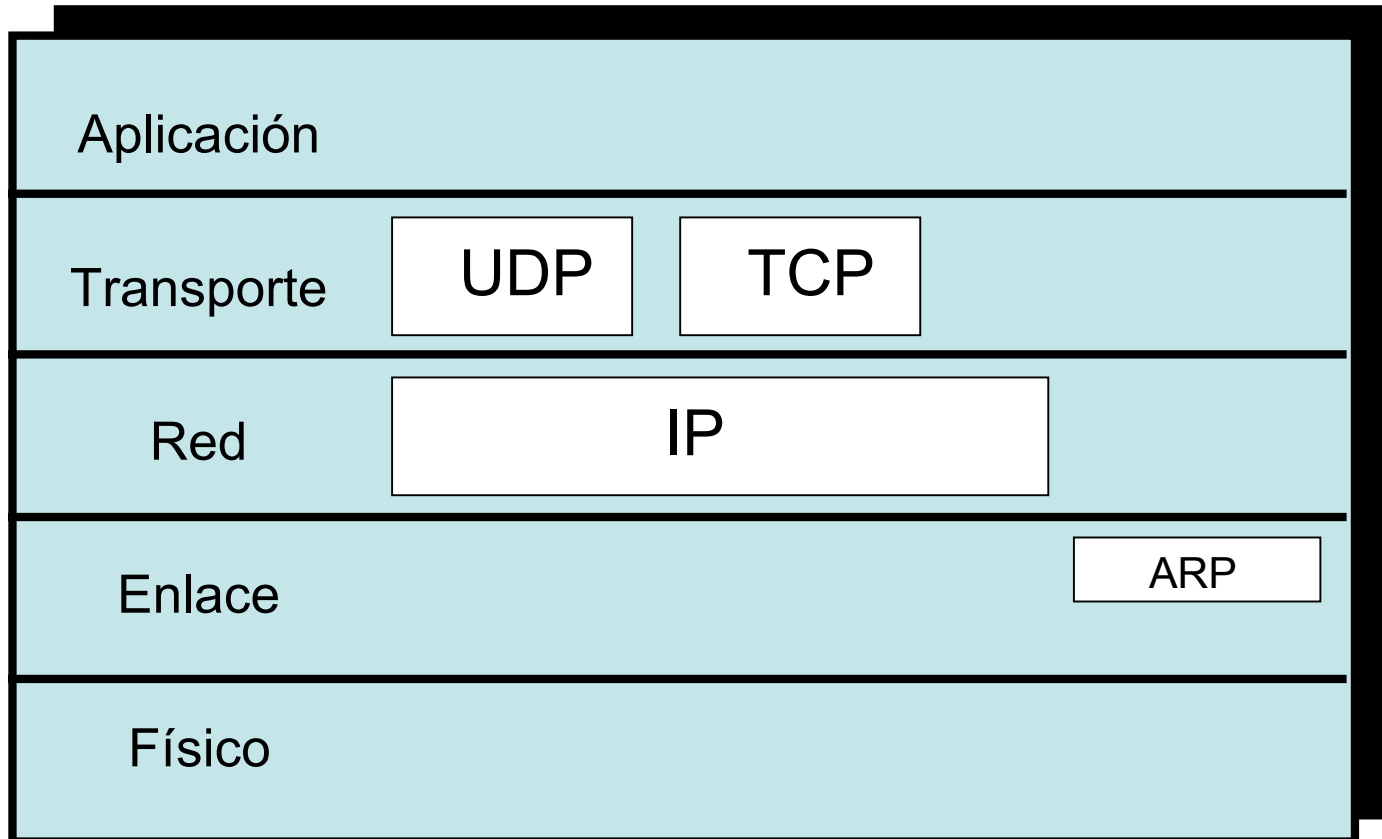 Aplicación
Transporte UDP TCP
Red IP
Enlace ARP
Físico